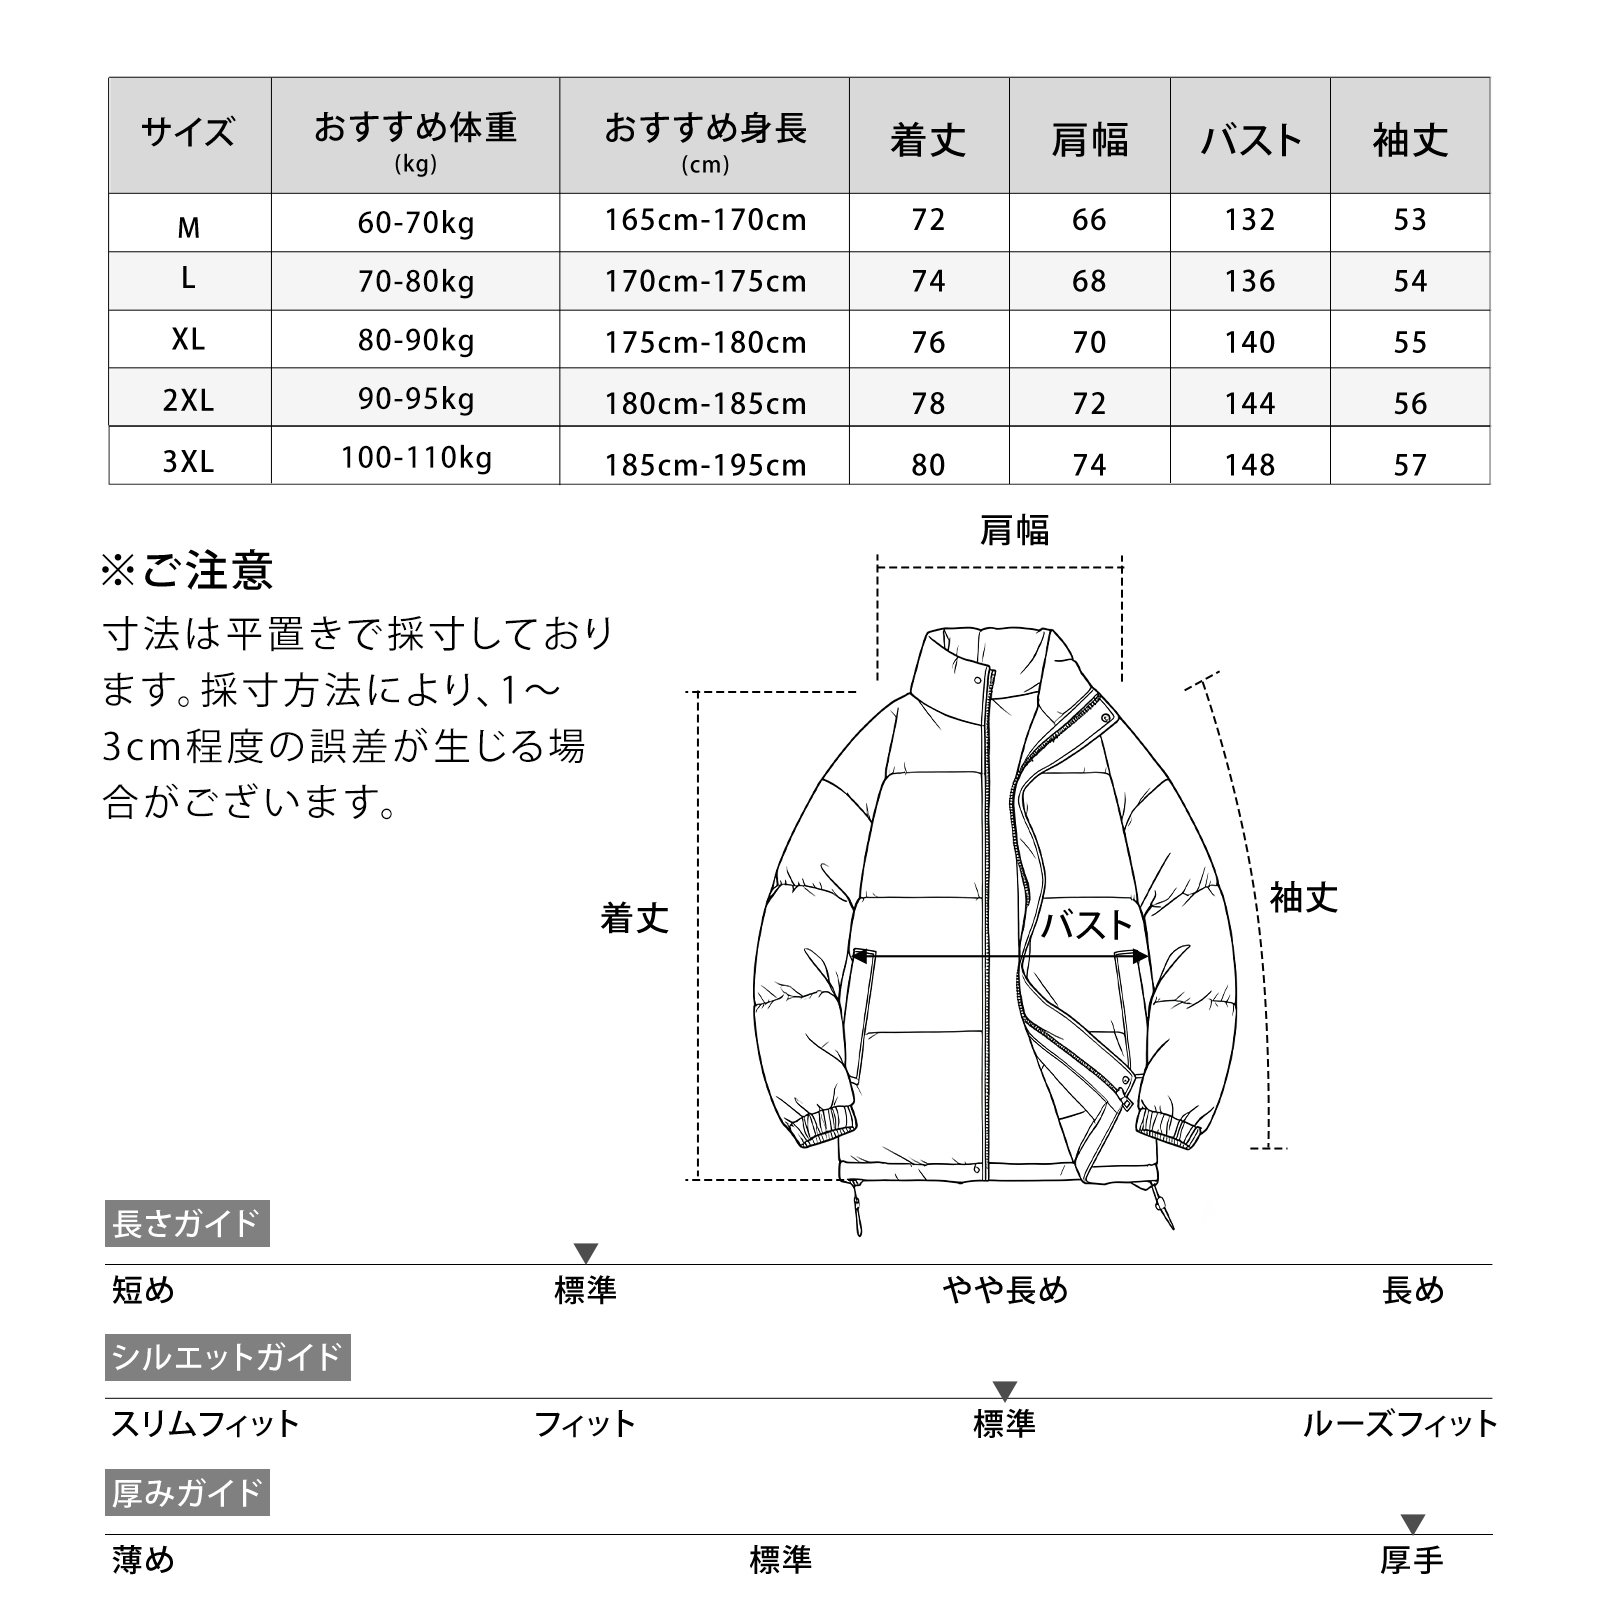 サイズ おすすめ体重 (kg) おすすめ身長 (cm) 着丈 肩幅 バスト 袖丈
M 60-70kg 165cm-170cm 72 66 132 53
L 70-80kg 170cm-175cm 74 68 136 54
XL 80-90kg 175cm-180cm 76 70 140 55
2XL 90-95kg 180cm-185cm 78 72 144 56
3XL 100-110kg 185cm-195cm 80 74 148 57
※ご注意
寸法は平置きで採寸しており
ます。採寸方法により、1～
3cm程度の誤差が生じる場
合がございます。
肩幅
着丈
バスト
袖丈
長さガイド
短め 標準 やや長め 長め
シルエットガイド
スリムフィット フィット 標準 ルーズフィット
厚みガイド
薄め 標準 厚手